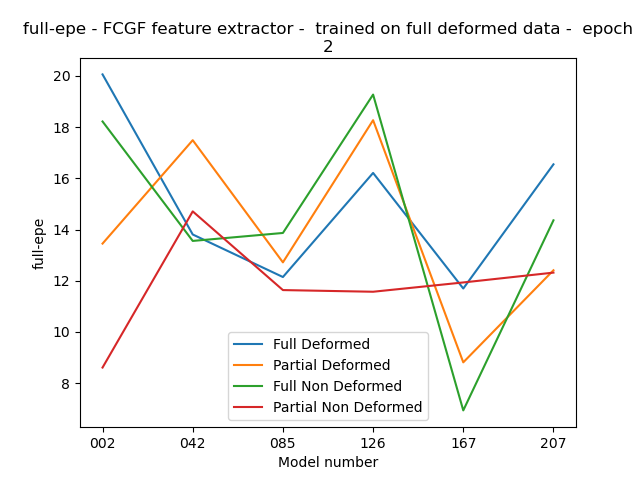 full-epe - FCGF feature extractor -  trained on full deformed data -  epoch
2
20
18
16
14
12
10
8
full-epe
Full Deformed
Partial Deformed
Full Non Deformed
Partial Non Deformed
002 042 085 126 167 207
Model number